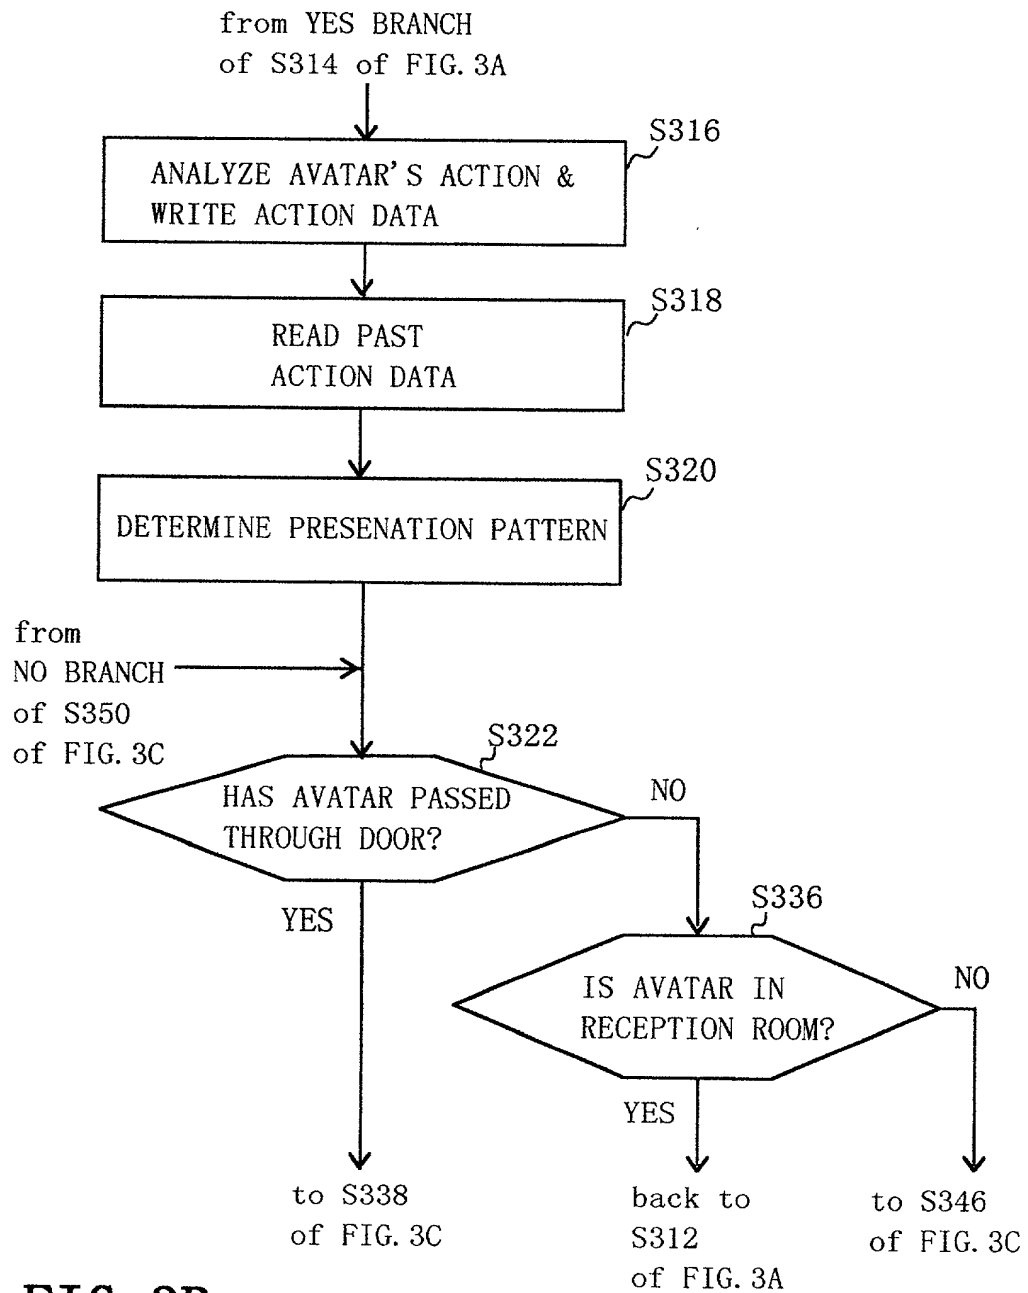 from YES BRANCH
of S314 of FIG. 3A
S316
ANALYZE AVATAR'S ACTION &
WRITE ACTION DATA
S318
READ PAST
ACTION DATA
S320
DETERMINE PRESENATION PATTERN
from
NO BRANCH
of S350
of FIG. 3C
S322
HAS AVATAR PASSED
THROUGH DOOR?
NO
YES
S336
IS AVATAR IN
RECEPTION ROOM?
NO
YES
to S338
of FIG. 3C
back to
S312
of FIG. 3A
to S346
of FIG. 3C